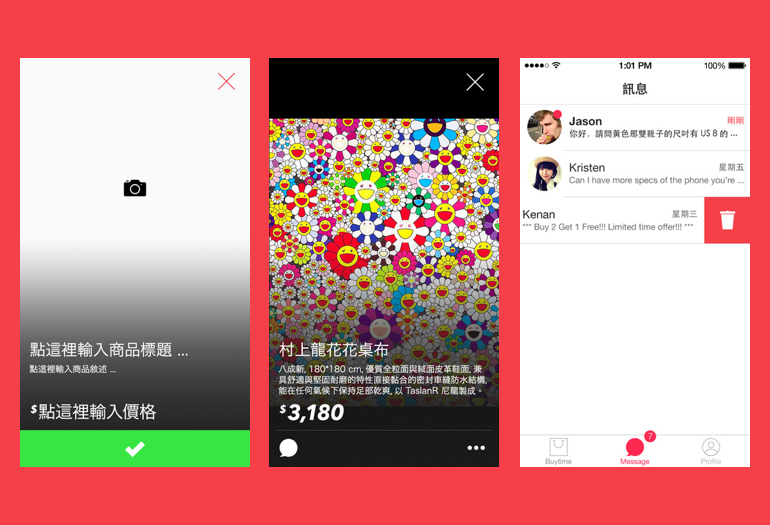 點這裡輸入商品標題 ...
點這裡輸入商品敘述 ...
$點這裡輸入價格
村上龍花花桌布
八成新, 180*180 cm, 優質全粒面與絨面皮革鞋面, 兼
具舒適與堅固耐磨的特性直接黏合的密封車縫防水結構,
能在任何氣候下保持足部乾爽, 以 TaslanR 尼龍製成。
$3,180
1:01 PM
100%
訊息
Jason
剛剛
你好, 請問黃色那雙靴子的尺吋有 US 8 的 ...
Kristen
星期五
Can I have more specs of the phone you're ...
Kenan
星期三
*** Buy 2 Get 1 Free!!! Limited time offer!!! ***
7
Buytime
Message
Profile